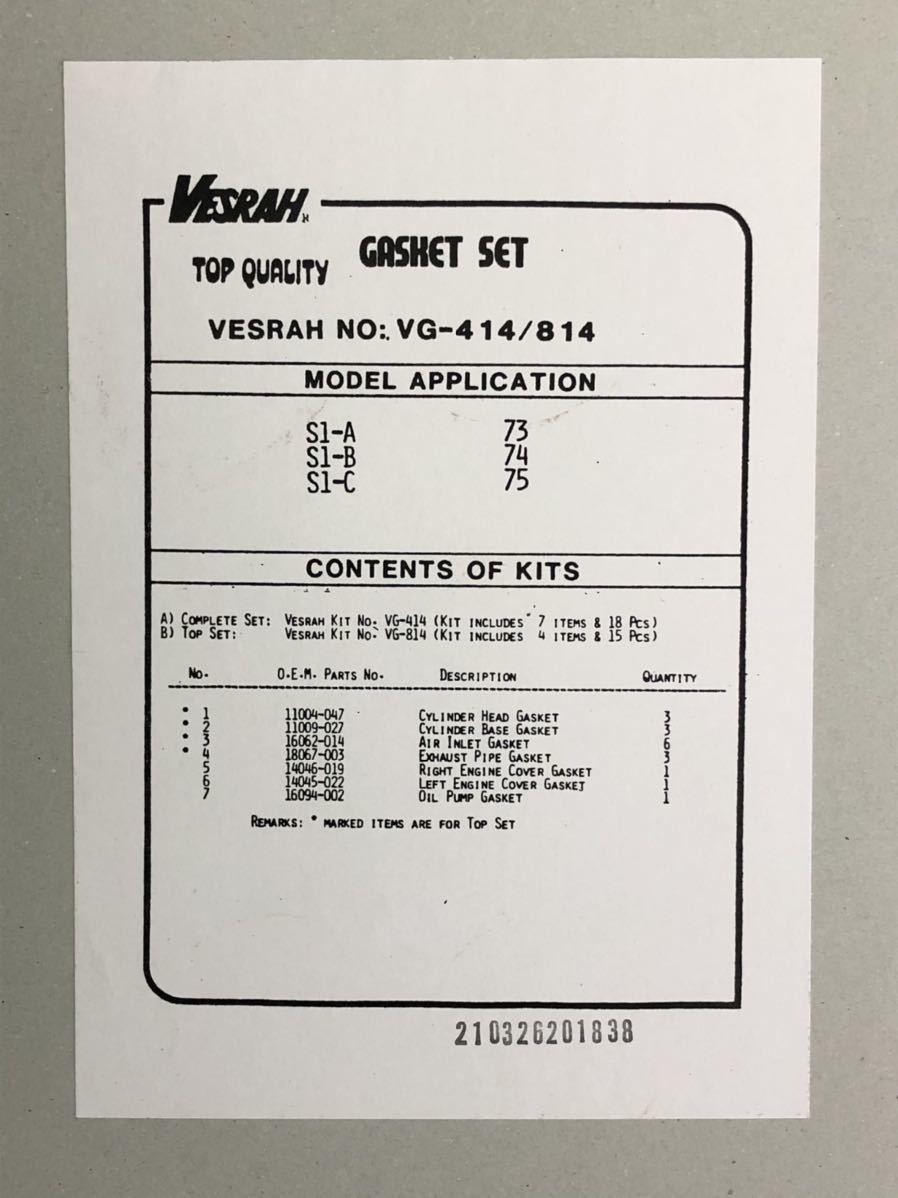 VESRAH
TOP QUALITY GASKET SET
VESRAH NO: VG-414/814
MODEL APPLICATION
S1-A 73
S1-B 74
S1-C 75
CONTENTS OF KITS
A) COMPLETE SET: VESRAH KIT NO. VG-414 (KIT INCLUDES 7 ITEMS & 18 PCS)
B) TOP SET: VESRAH KIT NO. VG-814 (KIT INCLUDES 4 ITEMS & 15 PCS)
NO. O.E.M. PARTS NO. DESCRIPTION QUANTITY
* 1 11004-047 CYLINDER HEAD GASKET 3
* 2 11009-027 CYLINDER BASE GASKET 3
* 3 16062-014 AIR INLET GASKET 6
* 4 18067-003 EXHAUST PIPE GASKET 3
5 14046-019 RIGHT ENGINE COVER GASKET 1
6 14045-022 LEFT ENGINE COVER GASKET 1
7 16094-002 OIL PUMP GASKET 1
REMARKS: * MARKED ITEMS ARE FOR TOP SET
210326201838